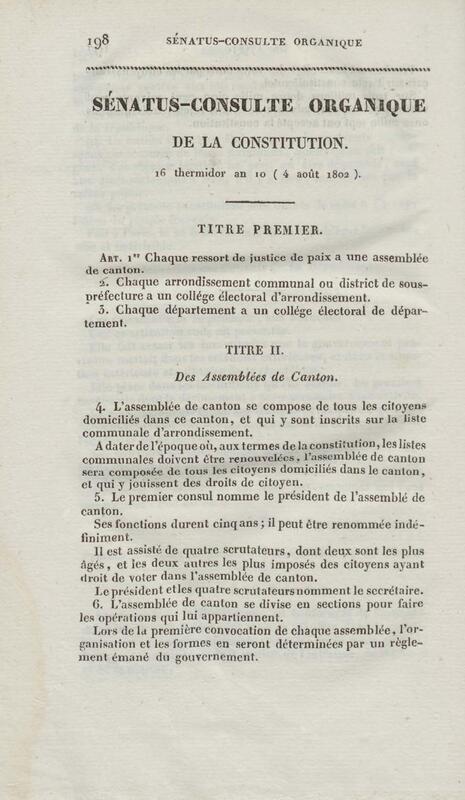 198 SÉNATUS-CONSULTE ORGANIQUE
SÉNATUS-CONSULTE ORGANIQUE
DE LA CONSTITUTION.
16 thermidor an 10 ( 4 août 1802 ).
TITRE PREMIER.
ART. 1er Chaque ressort de justice de paix a une assemblée
de canton.
2. Chaque arrondissement communal ou district de sous-
préfecture a un collége électoral d'arrondissement.
3. Chaque département a un collége électoral de dépar-
tement.
TITRE II.
Des Assemblées de Canton.
4. L'assemblée de canton se compose de tous les citoyens
domiciliés dans ce canton, et qui y sont inscrits sur la liste
communale d'arrondissement.
A dater de l'époque où, aux termes de la constitution, les listes
communales doivent être renouvelées, l'assemblée de canton
sera composée de tous les citoyens domiciliés dans le canton,
et qui y jouissent des droits de citoyen.
5. Le premier consul nomme le président de l'assemblé de
canton.
Ses fonctions durent cinq ans ; il peut être renommée indé-
finiment.
Il est assisté de quatre scrutateurs, dont deux sont les plus
âgés, et les deux autres les plus imposés des citoyens ayant
droit de voter dans l'assemblée de canton.
Le président et les quatre scrutateurs nomment le secrétaire.
6. L'assemblée de canton se divise en sections pour faire
les opérations qui lui appartiennent.
Lors de la première convocation de chaque assemblée, l'or-
ganisation et les formes en seront déterminées par un règle-
ment émané du gouvernement.